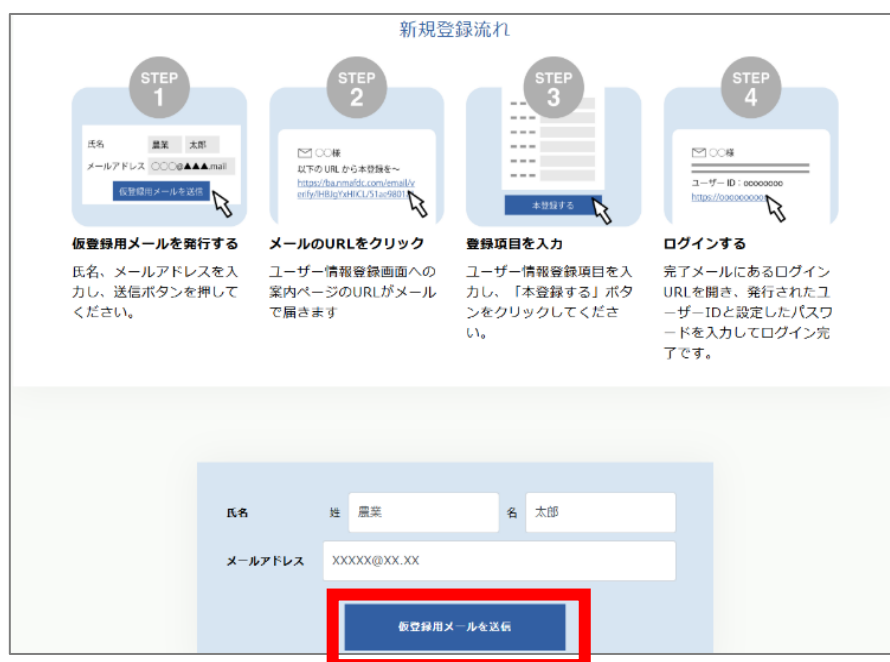 新規登録流れ
STEP
1
STEP
2
STEP
3
STEP
4
氏名 農業 太郎
メールアドレス 〇〇〇@▲▲▲.mail
仮登録用メールを送信
〇〇様
以下の URL から本登録を～
https://ba.nmafdc.com/email/v
本登録する
〇〇様
ユーザー ID：oooooooo
仮登録用メールを発行する
氏名、メールアドレスを入
力し、送信ボタンを押して
ください。
メールのURLをクリック
ユーザー情報登録画面への
案内ページのURLがメール
で届きます
登録項目を入力
ユーザー情報登録項目を入
力し、「本登録する」ボタ
ンをクリックしてくださ
い。
ログインする
完了メールにあるログイン
URLを開き、発行されたユ
ーザーIDと設定したパスワ
ードを入力してログイン完
了です。
氏名 姓 農業 名 太郎
メールアドレス XXXXX@XX.XX
仮登録用メールを送信